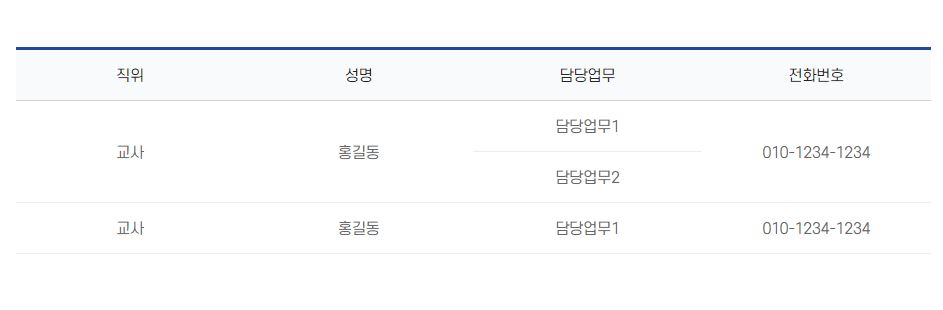 직위 성명 담당업무 전화번호
담당업무1
교사 홍길동 010-1234-1234
담당업무2
교사 홍길동 담당업무1 010-1234-1234